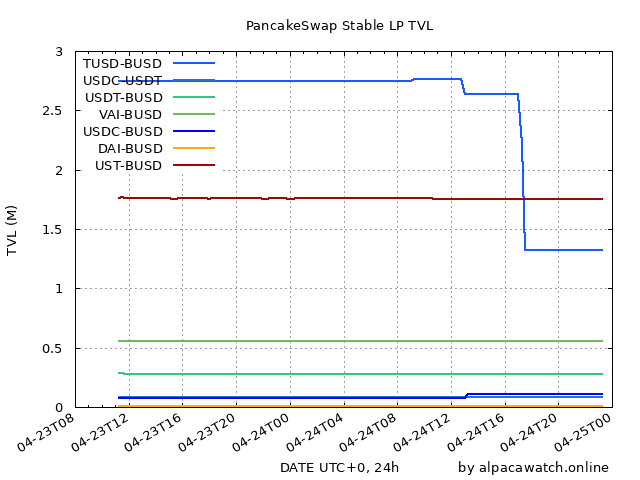 PancakeSwap Stable LP TVL
TVL (M)
3
2.5
2
1.5
1
0.5
0
TUSD-BUSD
USDC-USDT
USDT-BUSD
VAI-BUSD
USDC-BUSD
DAI-BUSD
UST-BUSD
04-23T08
04-23T12
04-23T16
04-23T20
04-24T00
04-24T04
04-24T08
04-24T12
04-24T16
04-24T20
04-25T00
DATE UTC+0, 24h
by alpacawatch.online